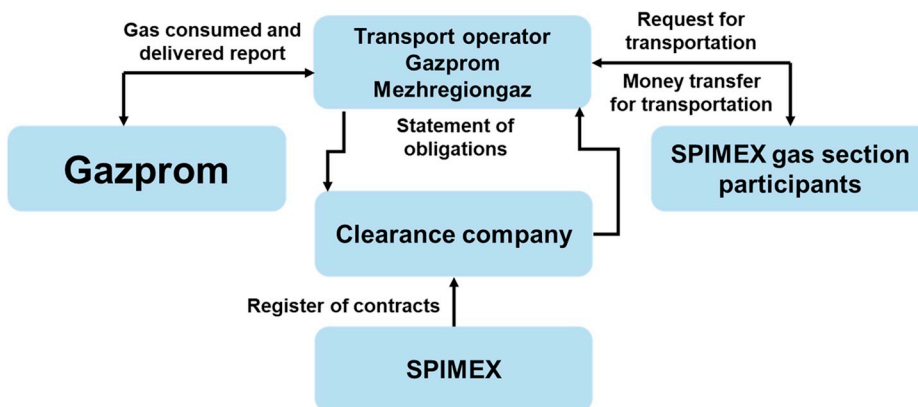 Gas consumed and
delivered report
Transport operator
Gazprom
Mezhregiongaz
Request for
transportation
Money transfer
for transportation
Gazprom
Statement of
obligations
SPIMEX gas section
participants
Clearance company
Register of contracts
SPIMEX